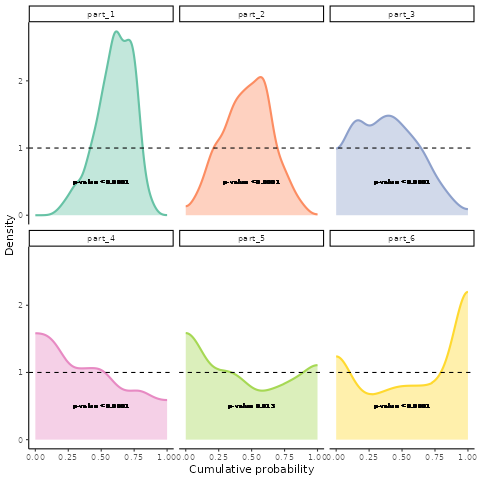 part_1 part_2 part_3
2
1
0
p-value <0.0001 p-value <0.0001 p-value <0.0001
Density
part_4 part_5 part_6
2
1
0
p-value <0.0001 p-value 0.013 p-value <0.0001
0.00 0.25 0.50 0.75 1.00 0.00 0.25 0.50 0.75 1.00 0.00 0.25 0.50 0.75 1.00
Cumulative probability